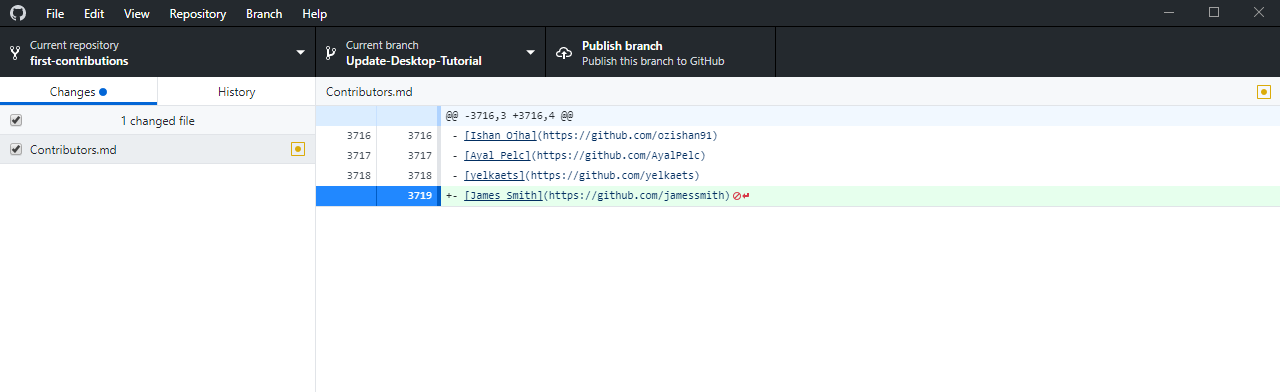 File Edit View Repository Branch Help
Current repository
first-contributions
Current branch
Update-Desktop-Tutorial
Publish branch
Publish this branch to GitHub
Changes History
1 changed file
Contributors.md
Contributors.md
@@ -3716,3 +3716,4 @@
3716 3716 - [Ishan Ojha](https://github.com/ozishan91)
3717 3717 - [Ayal Pelc](https://github.com/AyalPelc)
3718 3718 - [yelkaets](https://github.com/yelkaets)
3719 +- [James Smith](https://github.com/jamessmith)